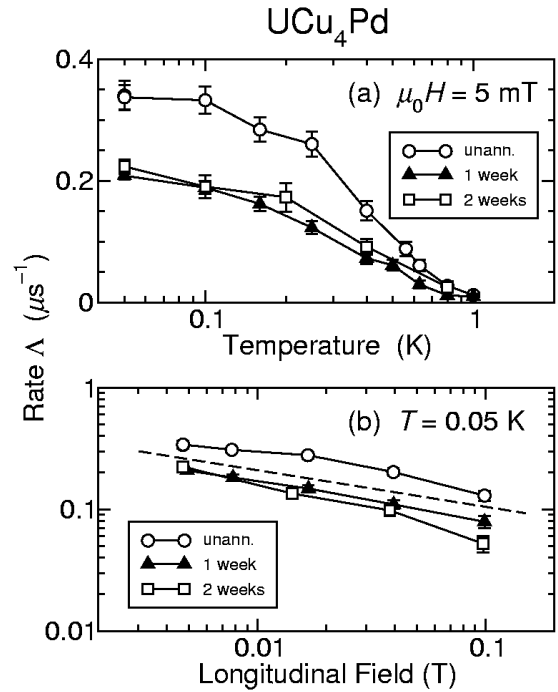 UCu₄Pd
0.4
(a) μ₀H = 5 mT
unann.
1 week
2 weeks
0.2
0
0.1
1
Temperature (K)
Rate Λ (μs⁻¹)
1
(b) T = 0.05 K
0.1
unann.
1 week
2 weeks
0.01
0.01
0.1
Longitudinal Field (T)